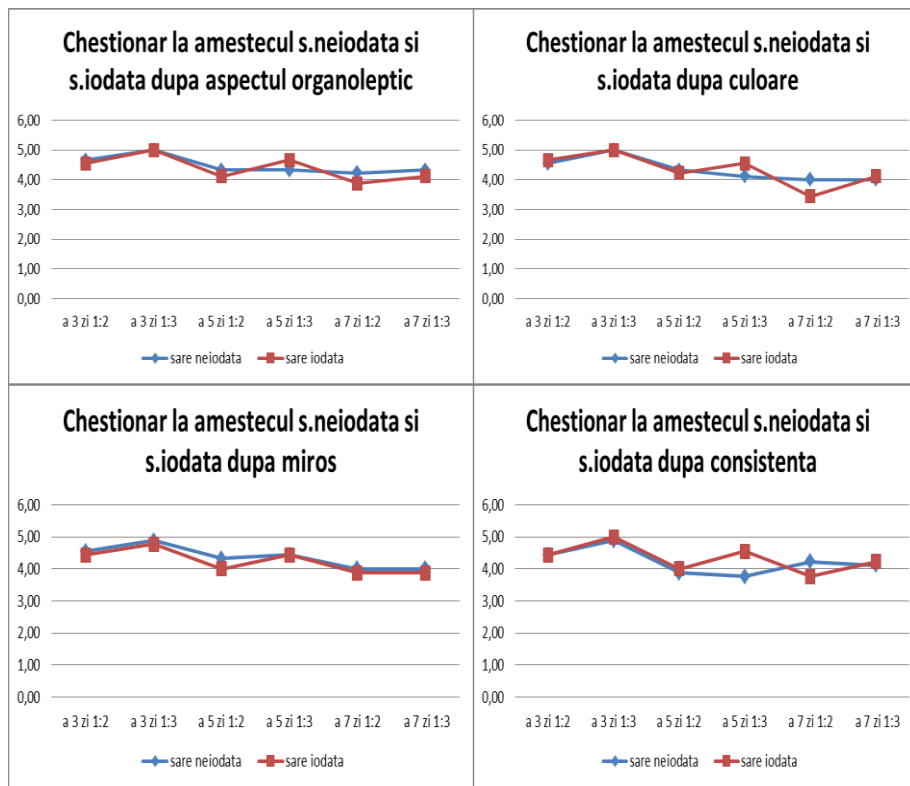 Chestionar la amestecul s.neiodata si
s.iodata dupa aspectul organoleptic
6,00
5,00
4,00
3,00
2,00
1,00
0,00
a 3 zi 1:2 a 3 zi 1:3 a 5 zi 1:2 a 5 zi 1:3 a 7 zi 1:2 a 7 zi 1:3
sare neiodata sare iodata
Chestionar la amestecul s.neiodata si
s.iodata dupa culoare
6,00
5,00
4,00
3,00
2,00
1,00
0,00
a 3 zi 1:2 a 3 zi 1:3 a 5 zi 1:2 a 5 zi 1:3 a 7 zi 1:2 a 7 zi 1:3
sare neiodata sare iodata
Chestionar la amestecul s.neiodata si
s.iodata dupa miros
6,00
5,00
4,00
3,00
2,00
1,00
0,00
a 3 zi 1:2 a 3 zi 1:3 a 5 zi 1:2 a 5 zi 1:3 a 7 zi 1:2 a 7 zi 1:3
sare neiodata sare iodata
Chestionar la amestecul s.neiodata si
s.iodata dupa consistenta
6,00
5,00
4,00
3,00
2,00
1,00
0,00
a 3 zi 1:2 a 3 zi 1:3 a 5 zi 1:2 a 5 zi 1:3 a 7 zi 1:2 a 7 zi 1:3
sare neiodata sare iodata